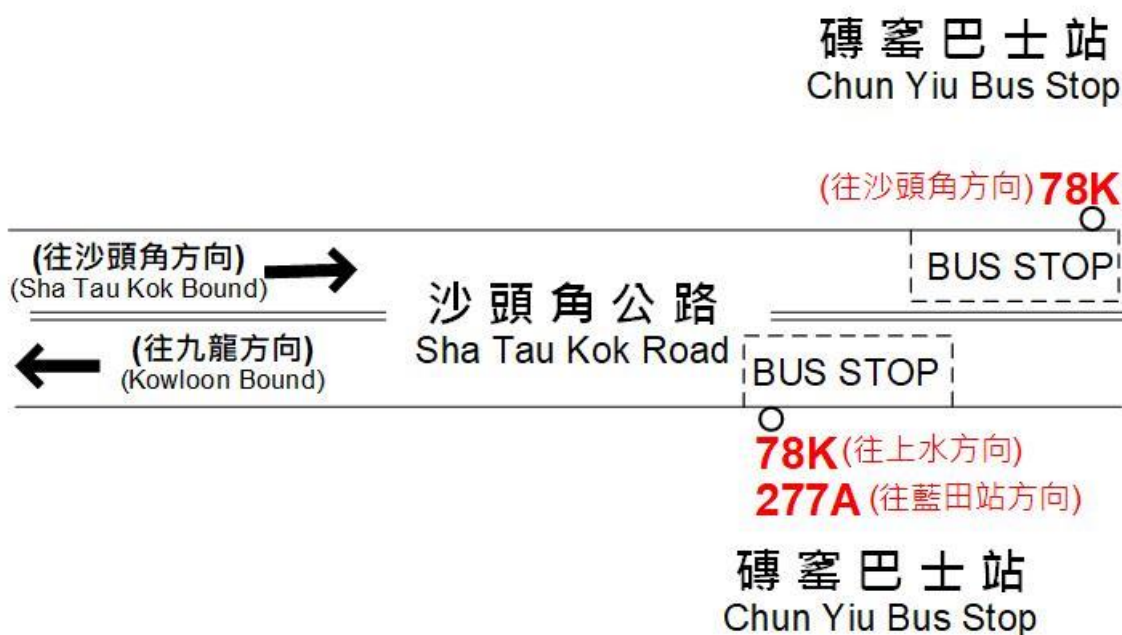 磚窰巴士站
Chun Yiu Bus Stop
(往沙頭角方向) 78K
(往沙頭角方向)
(Sha Tau Kok Bound)
BUS STOP
沙頭角公路
Sha Tau Kok Road
(往九龍方向)
(Kowloon Bound)
BUS STOP
78K (往上水方向)
277A (往藍田站方向)
磚窰巴士站
Chun Yiu Bus Stop